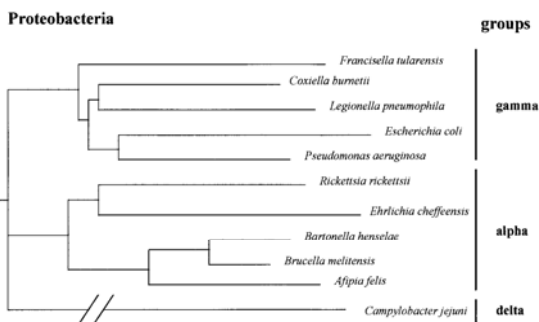 Proteobacteria
groups
Francisella tularensis
Coxiella burnetii
Legionella pneumophila
gamma
Escherichia coli
Pseudomonas aeruginosa
Rickettsia rickettsii
Ehrlichia cheffeensis
alpha
Bartonella henselae
Brucella melitensis
Afipia felis
Campylobacter jejuni
delta